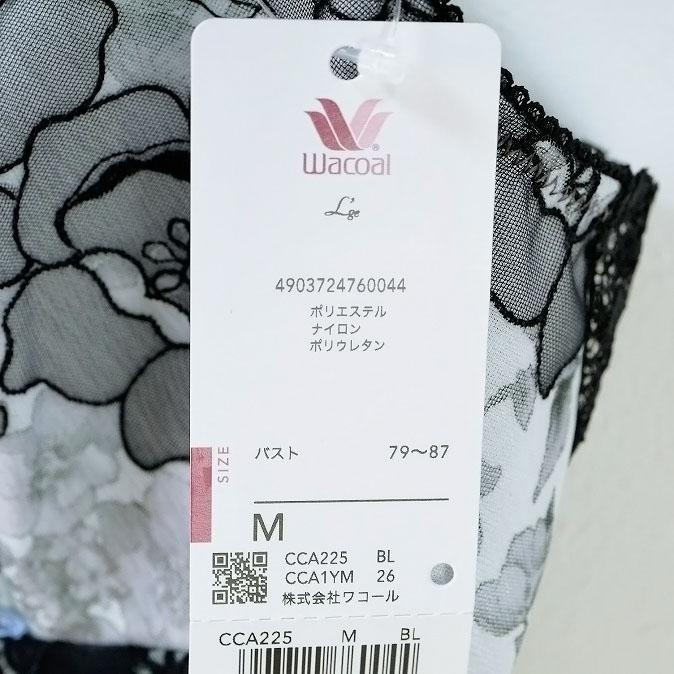 Wacoal
L'ge
4903724760044
ポリエステル
ナイロン
ポリウレタン
SIZE
バスト 79～87
M
CCA225 BL
CCA1YM 26
株式会社ワコール
CCA225 M BL